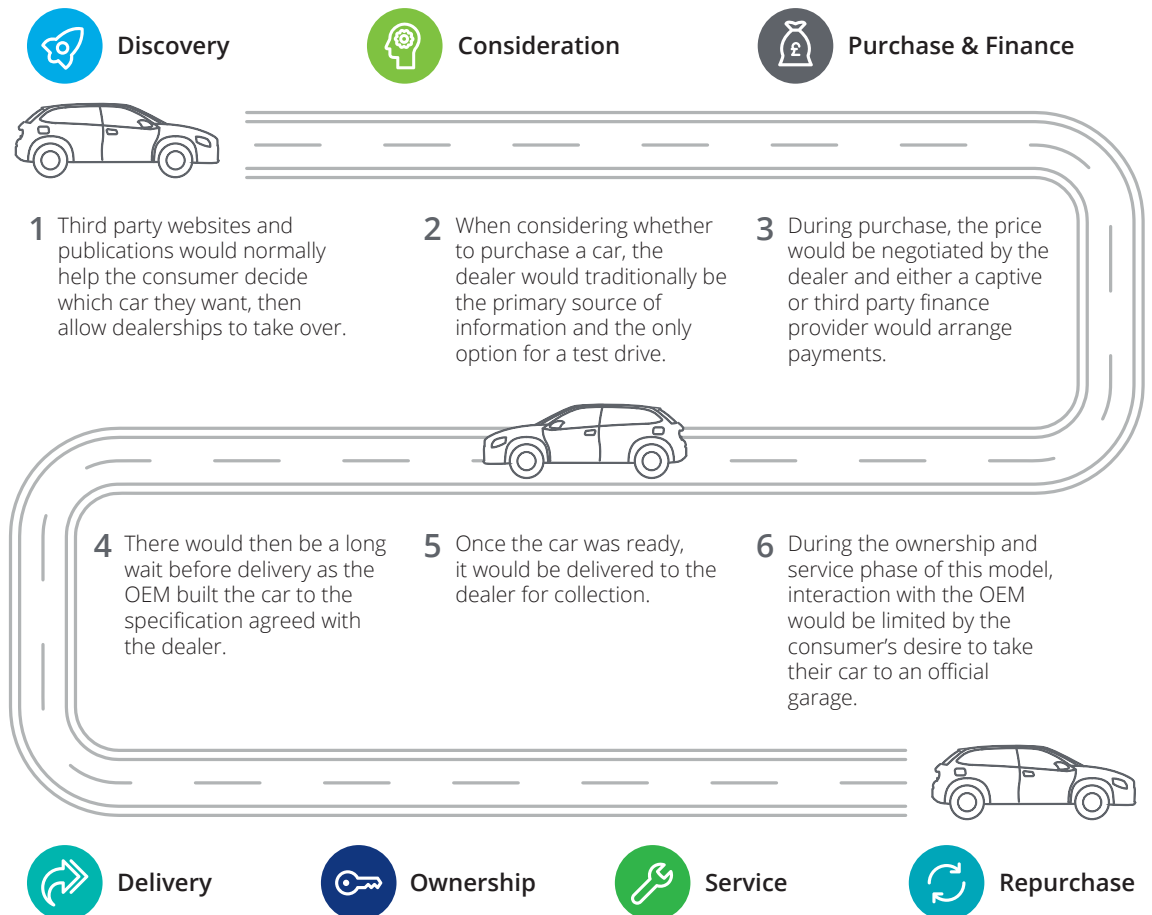 Discovery
Consideration
£
Purchase & Finance
1 Third party websites and
publications would normally
help the consumer decide
which car they want, then
allow dealerships to take over.
2 When considering whether
to purchase a car, the
dealer would traditionally be
the primary source of
information and the only
option for a test drive.
3 During purchase, the price
would be negotiated by the
dealer and either a captive
or third party finance
provider would arrange
payments.
4 There would then be a long
wait before delivery as the
OEM built the car to the
specification agreed with
the dealer.
5 Once the car was ready,
it would be delivered to the
dealer for collection.
6 During the ownership and
service phase of this model,
interaction with the OEM
would be limited by the
consumer’s desire to take
their car to an official
garage.
Delivery
Ownership
Service
Repurchase